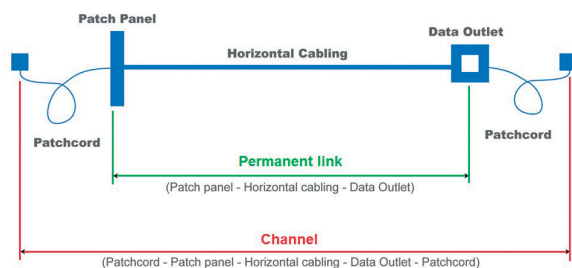 Patch Panel
Data Outlet
Horizontal Cabling
Patchcord
Patchcord
Permanent link
(Patch panel - Horizontal cabling - Data Outlet)
Channel
(Patchcord - Patch panel - Horizontal cabling - Data Outlet - Patchcord)